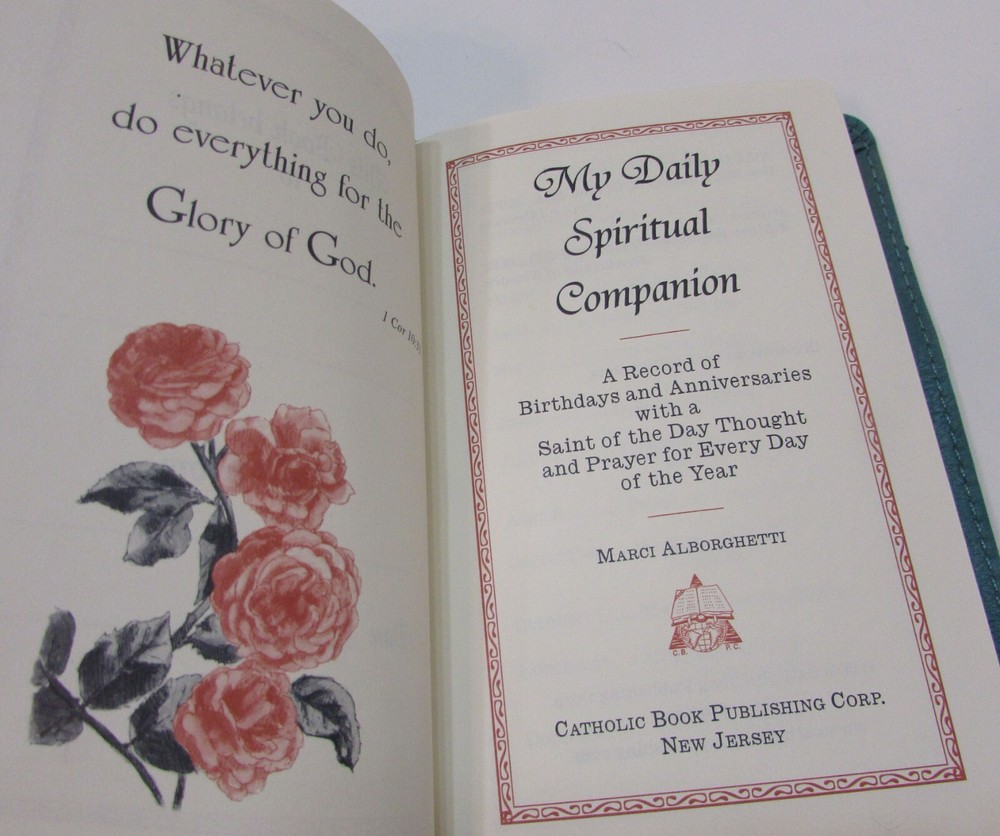 Whatever you do,
do everything for the
Glory of God.
1 Cor 10:31
My Daily
Spiritual
Companion
A Record of
Birthdays and Anniversaries
with a
Saint of the Day Thought
and Prayer for Every Day
of the Year
MARCI ALBORGHETTI
C.B. P.C.
CATHOLIC BOOK PUBLISHING CORP.
NEW JERSEY